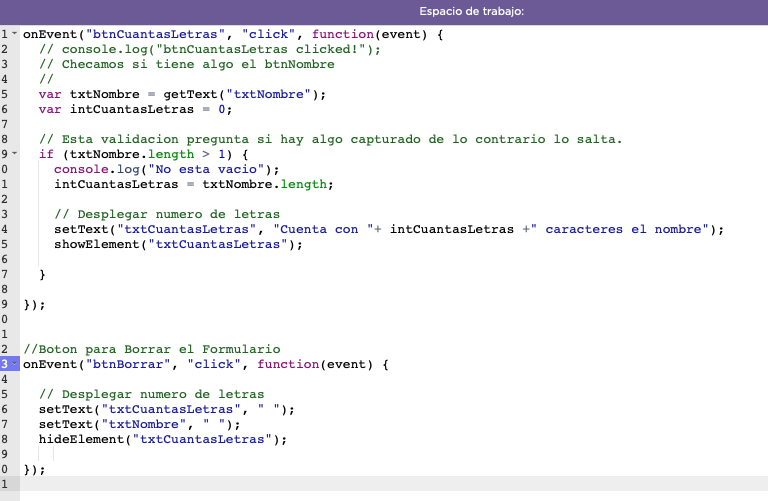 Espacio de trabajo:
1 onEvent("btnCuantasLetras", "click", function(event) {
2 // console.log("btnCuantasLetras clicked!");
3 // Checamos si tiene algo el btnNombre
4 //
5 var txtNombre = getText("txtNombre");
6 var intCuantasLetras = 0;
7
8 // Esta validacion pregunta si hay algo capturado de lo contrario lo salta.
9 if (txtNombre.length > 1) {
0 console.log("No esta vacio");
1 intCuantasLetras = txtNombre.length;
2
3 // Desplegar numero de letras
4 setText("txtCuantasLetras", "Cuenta con "+ intCuantasLetras +" caracteres el nombre");
5 showElement("txtCuantasLetras");
6
7 }
8
9 });
0
1
2 //Boton para Borrar el Formulario
3 onEvent("btnBorrar", "click", function(event) {
4
5 // Desplegar numero de letras
6 setText("txtCuantasLetras", " ");
7 setText("txtNombre", " ");
8 hideElement("txtCuantasLetras");
9
0 });
1